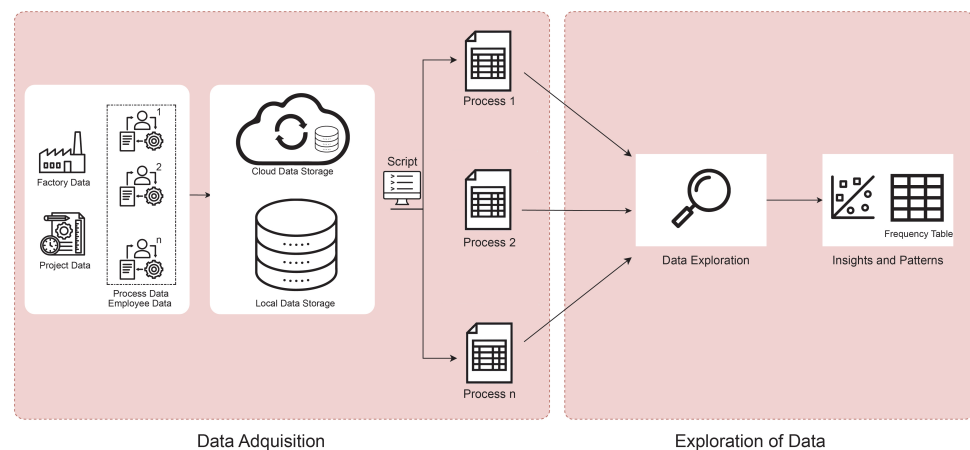 Factory Data
Project Data
1
2
n
Process Data
Employee Data
Cloud Data Storage
Local Data Storage
Script
Process 1
Process 2
Process n
Data Exploration
Frequency Table
Insights and Patterns
Data Adquisition
Exploration of Data